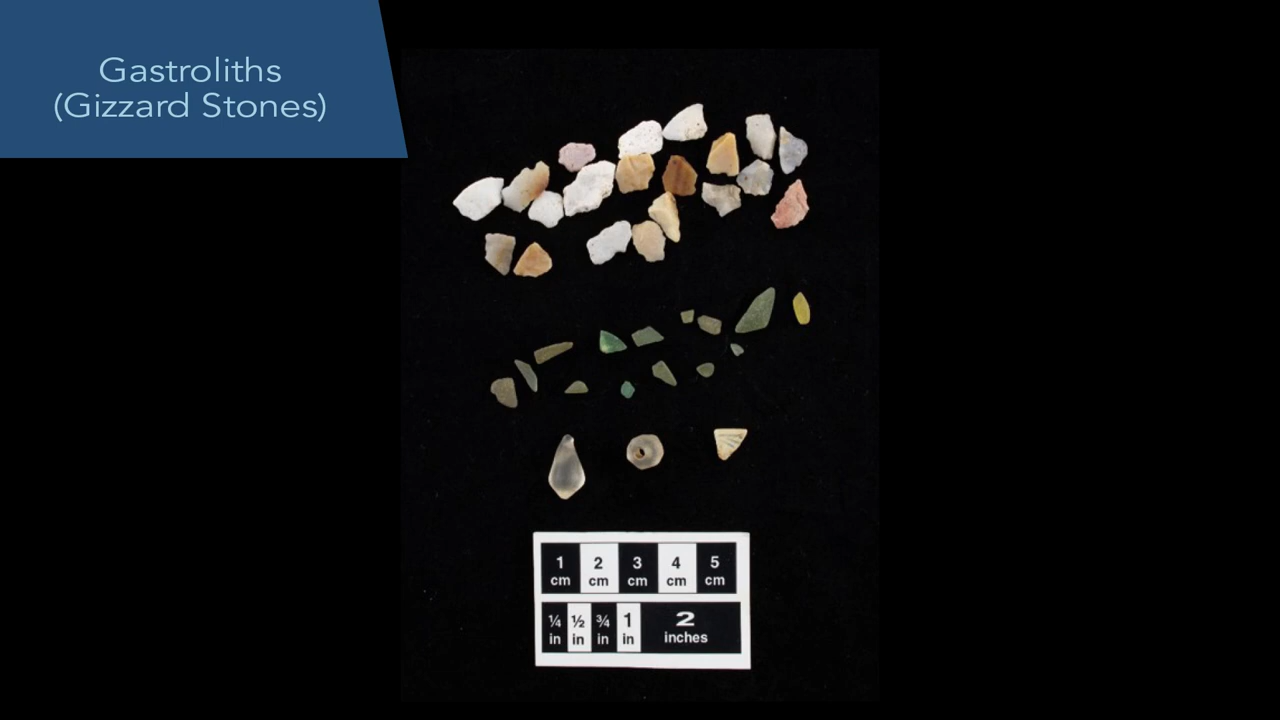 Gastroliths
(Gizzard Stones)
1 2 3 4 5
cm cm cm cm cm
¼ ½ ¾ 1 2
in in in in inches